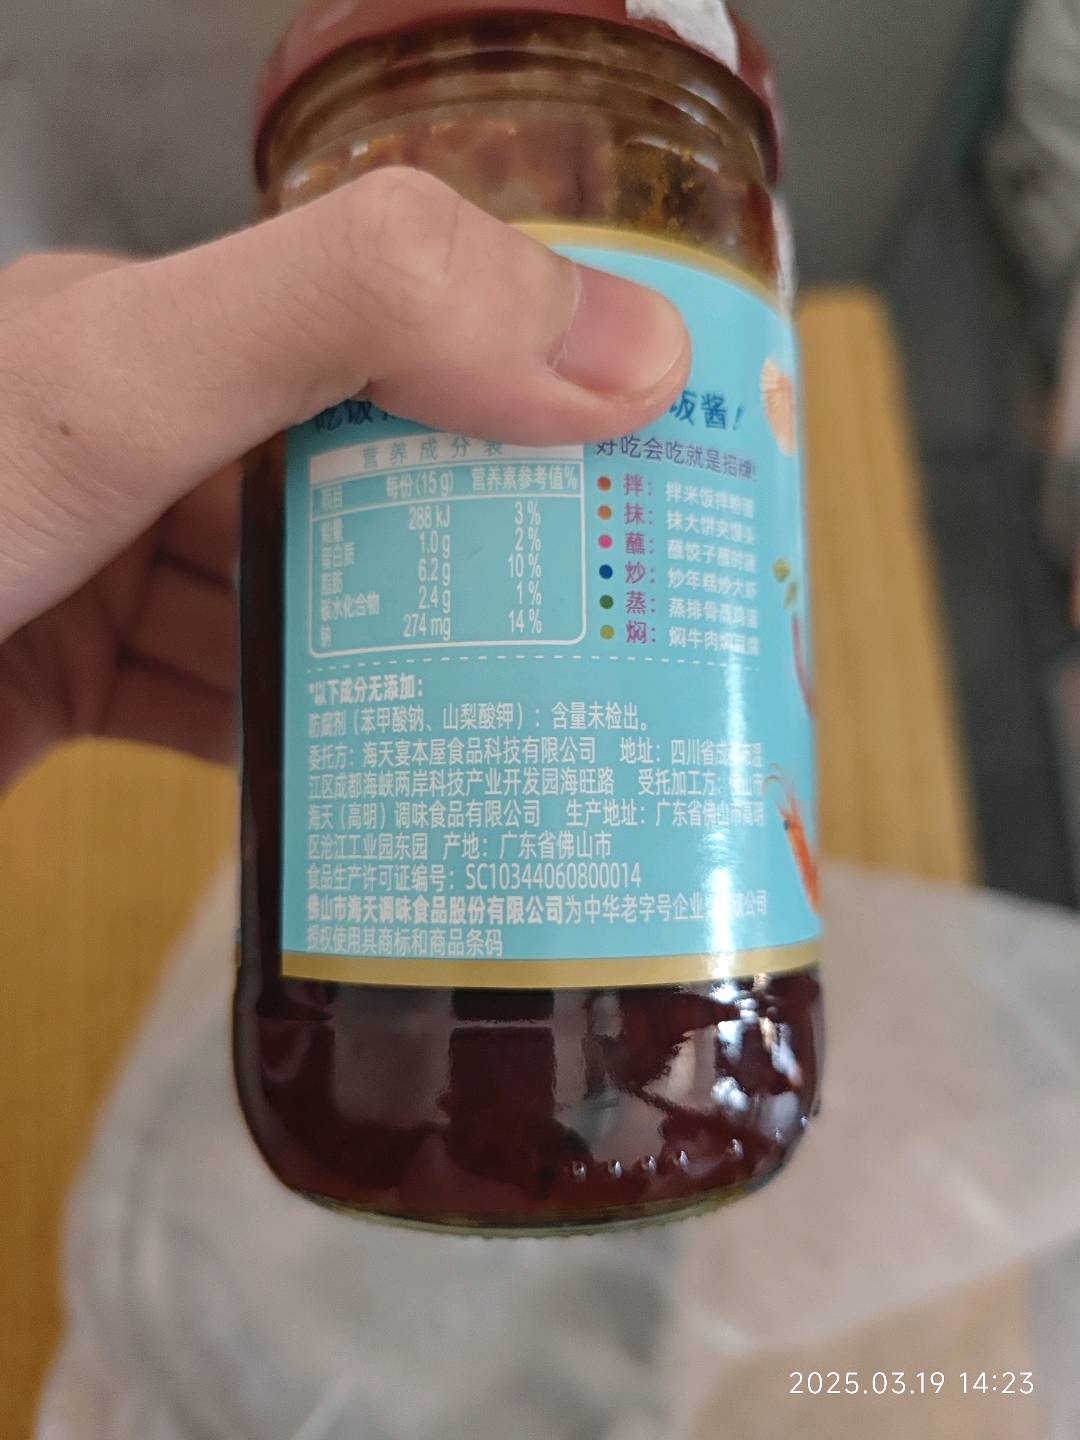 吃饭
饭酱！
营养成分表
项目 每份(15g) 营养素参考值%
能量 288 kJ 3%
蛋白质 1.0g 2%
脂肪 6.2g 10%
碳水化合物 2.4g 1%
钠 274 mg 14%
好吃会吃就是招牌!
拌：拌米饭拌粉面
抹：抹大饼夹馒头
蘸：蘸饺子蘸时蔬
炒：炒年糕炒大虾
蒸：蒸排骨蒸鸡蛋
焖：焖牛肉焖豆腐
*以下成分无添加：
防腐剂（苯甲酸钠、山梨酸钾）：含量未检出。
委托方：海天宴本屋食品科技有限公司 地址：四川省成都市温
江区成都海峡两岸科技产业开发园海旺路 受托加工方：佛山市
海天（高明）调味食品有限公司 生产地址：广东省佛山市高明
区沧江工业园东园 产地：广东省佛山市
食品生产许可证编号：SC10344060800014
佛山市海天调味食品股份有限公司为中华老字号企业 公司
授权使用其商标和商品条码
2025.03.19 14:23